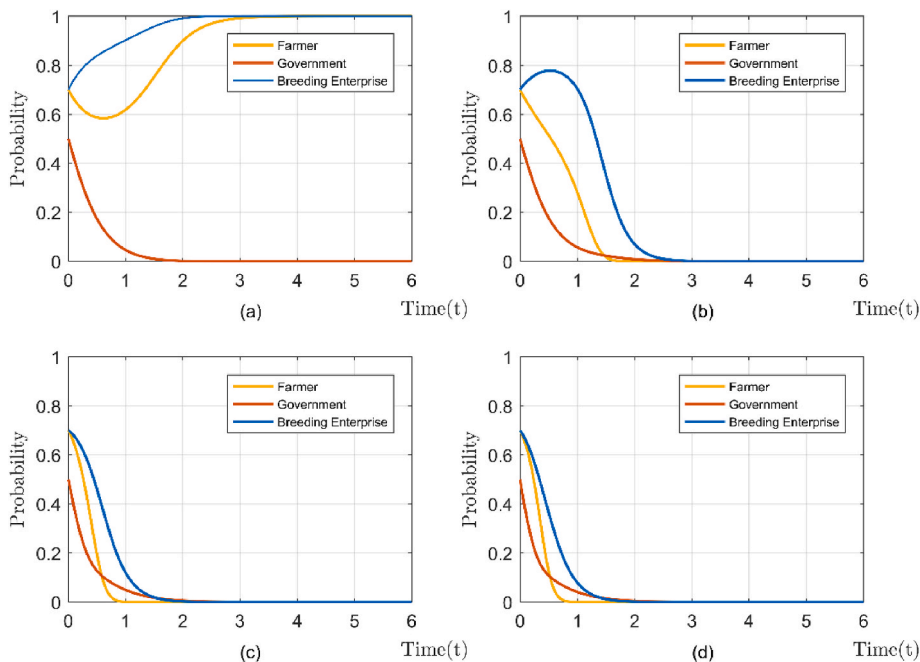 1
0.8
0.6
0.4
0.2
0
Probability
Farmer
Government
Breeding Enterprise
0 1 2 3 4 5 6
(a)
Time(t)
1
0.8
0.6
0.4
0.2
0
Probability
Farmer
Government
Breeding Enterprise
0 1 2 3 4 5 6
(b)
Time(t)
1
0.8
0.6
0.4
0.2
0
Probability
Farmer
Government
Breeding Enterprise
0 1 2 3 4 5 6
(c)
Time(t)
1
0.8
0.6
0.4
0.2
0
Probability
Farmer
Government
Breeding Enterprise
0 1 2 3 4 5 6
(d)
Time(t)